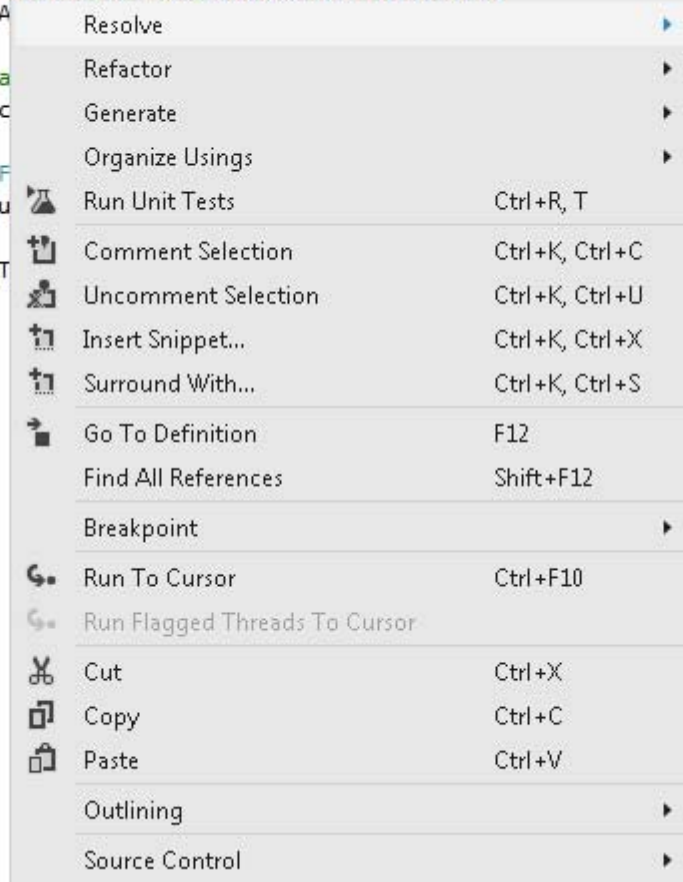 Resolve
Refactor
Generate
Organize Usings
Run Unit Tests Ctrl+R, T
Comment Selection Ctrl+K, Ctrl+C
Uncomment Selection Ctrl+K, Ctrl+U
Insert Snippet... Ctrl+K, Ctrl+X
Surround With... Ctrl+K, Ctrl+S
Go To Definition F12
Find All References Shift+F12
Breakpoint
Run To Cursor Ctrl+F10
Run Flagged Threads To Cursor
Cut Ctrl+X
Copy Ctrl+C
Paste Ctrl+V
Outlining
Source Control